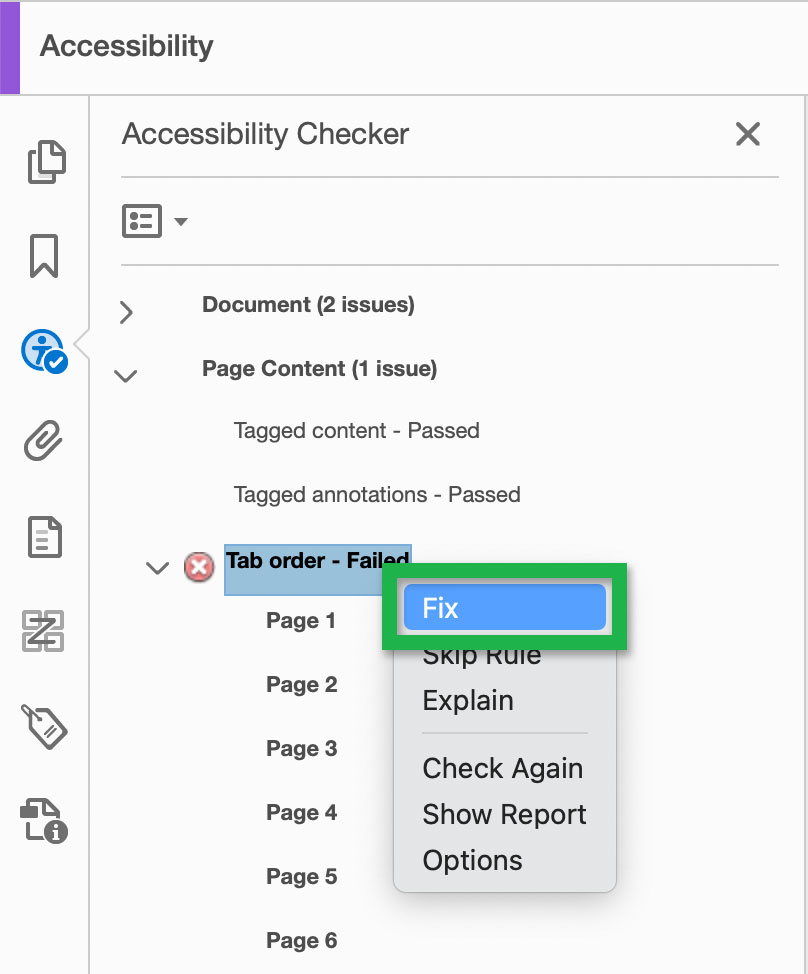 Accessibility
Accessibility Checker
Document (2 issues)
Page Content (1 issue)
Tagged content - Passed
Tagged annotations - Passed
Tab order - Failed
Fix
Page 1
Skip Rule
Page 2
Explain
Page 3
Check Again
Page 4
Show Report
Page 5
Options
Page 6